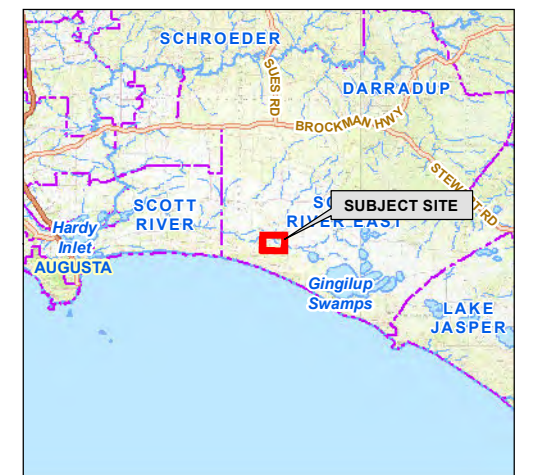 SCHROEDER
SUES RD
DARRADUP
BROCKMAN HWY
STEWART RD
SCOTT
RIVER
SUBJECT SITE
RIVER EAST
Hardy
Inlet
AUGUSTA
Gingilup
Swamps
LAKE
JASPER